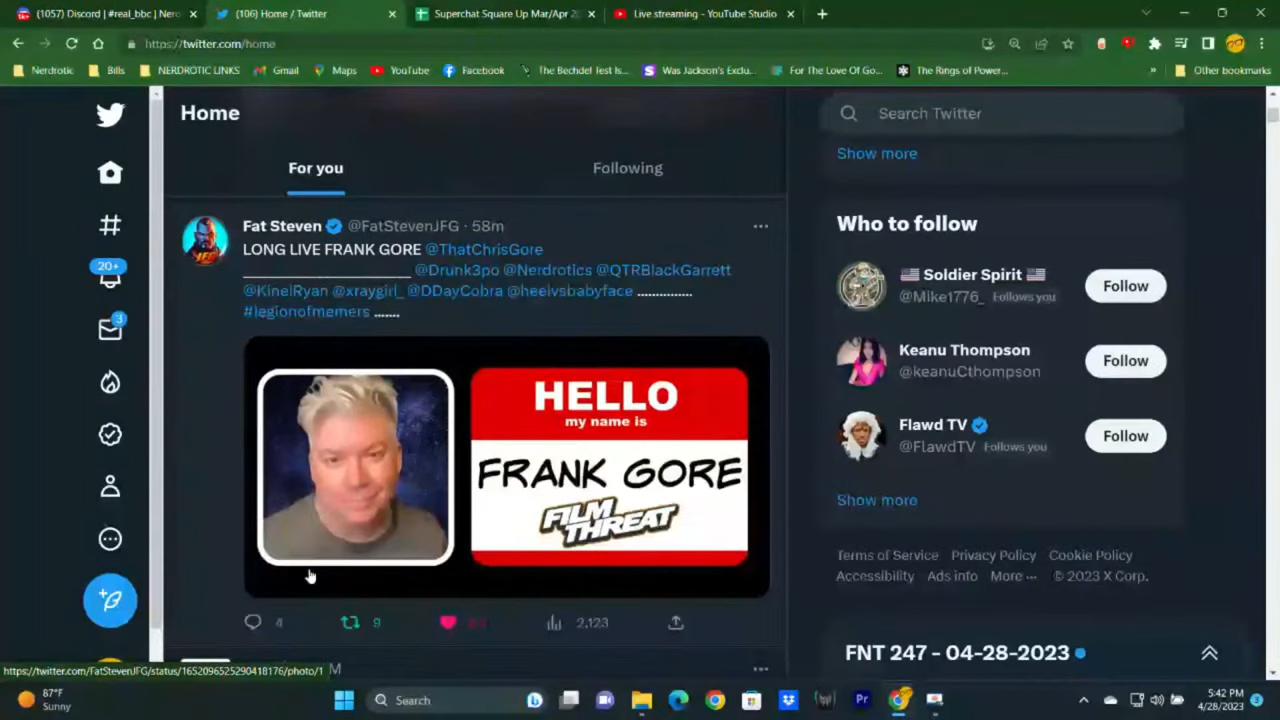 (1057) Discord | #real_bbc | Nero
(106) Home / Twitter
Superchat Square Up Mar/Apr 20
Live streaming - YouTube Studio
https://twitter.com/home
Nerdrotic
Bills
NERDROTIC LINKS
Gmail
Maps
YouTube
Facebook
The Bechdel Test Is...
Was Jackson's Exclu...
For The Love Of Go...
The Rings of Power...
Other bookmarks
Home
For you
Following
Fat Steven @FatStevenJFG · 58m
LONG LIVE FRANK GORE @ThatChrisGore
____________________ @Drunk3po @Nerdrotics @QTRBlackGarrett
@KinelRyan @xraygirl_ @DDayCobra @heelvsbabyface ...............
#legionofmemers .......
HELLO
my name is
FRANK GORE
FILM
THREAT
4
9
2,123
20+
3
Search Twitter
Show more
Who to follow
🇺🇸 Soldier Spirit 🇺🇸
@Mike1776_ Follows you
Follow
Keanu Thompson
@keanuCthompson
Follow
Flawd TV
@FlawdTV Follows you
Follow
Show more
Terms of Service Privacy Policy Cookie Policy
Accessibility Ads info More ··· © 2023 X Corp.
FNT 247 - 04-28-2023
https://twitter.com/FatStevenJFG/status/1652096525290418176/photo/1
M
87°F
Sunny
Search
Pr
5:42 PM
4/28/2023
3